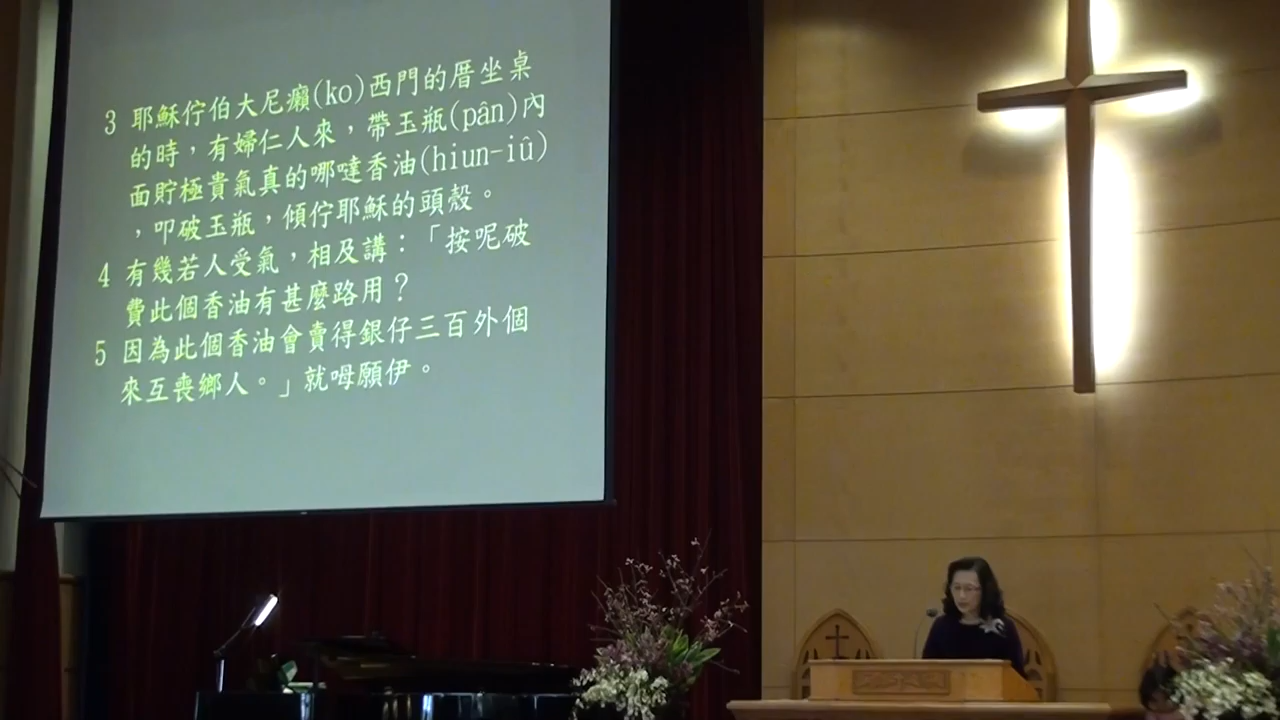 3 耶穌佇伯大尼癩(ko)西門的厝坐桌
的時，有婦仁人來，帶玉瓶(pân)內
面貯極貴氣真的哪噠香油(hiun-iû)
，叩破玉瓶，傾佇耶穌的頭殼。
4 有幾若人受氣，相及講：「按呢破
費此個香油有甚麼路用？
5 因為此個香油會賣得銀仔三百外個
來互喪鄉人。」就呣願伊。